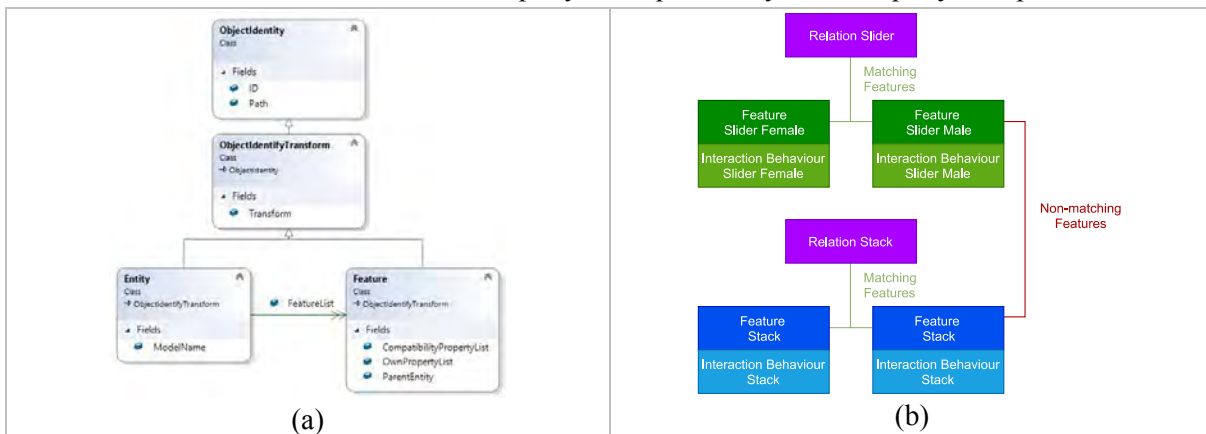 ObjectIdentity
Class
Fields
ID
Path
ObjectIdentifyTransform
Class
ObjectIdentity
Fields
Transform
Entity
Class
ObjectIdentifyTransform
Fields
ModelName
FeatureList
Feature
Class
ObjectIdentifyTransform
Fields
CompatibilityPropertyList
OwnPropertyList
ParentEntity
(a)
Relation Slider
Matching
Features
Feature
Slider Female
Interaction Behaviour
Slider Female
Feature
Slider Male
Interaction Behaviour
Slider Male
Non-matching
Features
Relation Stack
Matching
Features
Feature
Stack
Interaction Behaviour
Stack
Feature
Stack
Interaction Behaviour
Stack
(b)